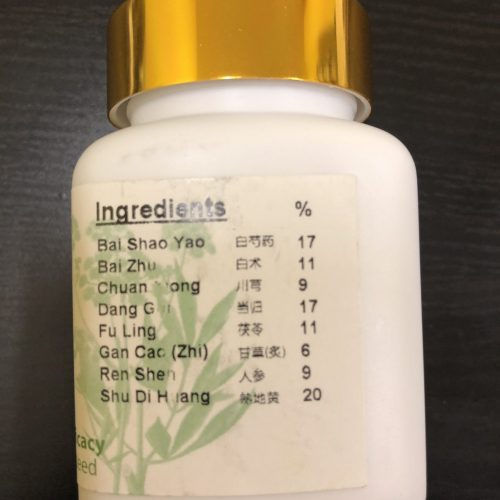 Ingredients %
Bai Shao Yao 白芍药 17
Bai Zhu 白术 11
Chuan 川芎 9
Dang 当归 17
Fu Ling 茯苓 11
Gan Cao (Zhi) 甘草(炙) 6
Ren Shen 人参 9
Shu Di Huang 熟地黄 20